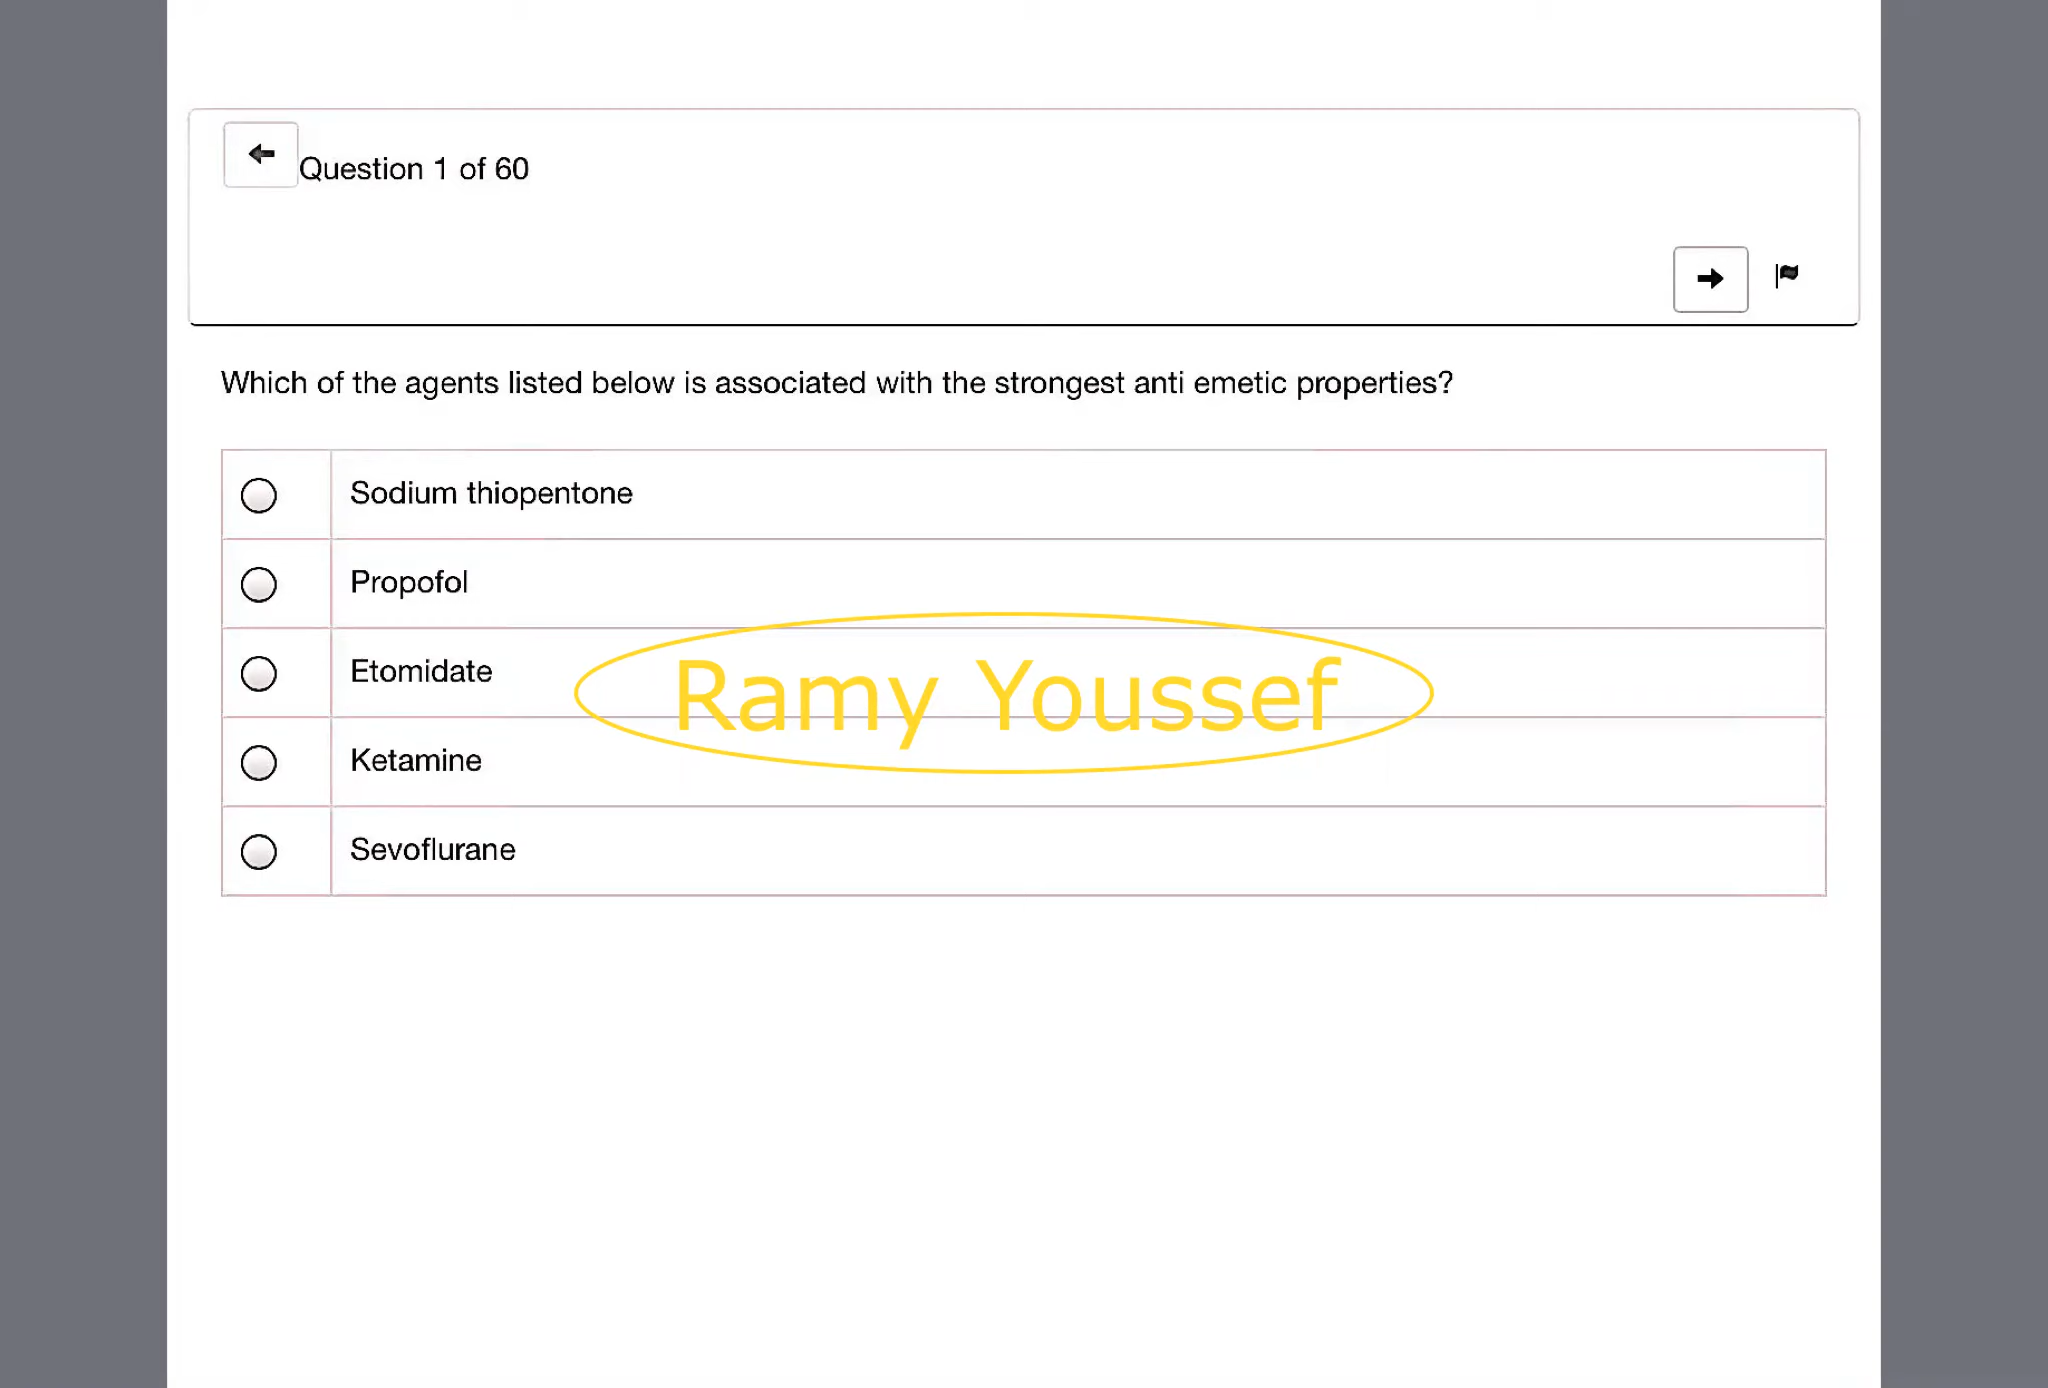 Question 1 of 60
Which of the agents listed below is associated with the strongest anti emetic properties?
Sodium thiopentone
Propofol
Etomidate
Ramy Youssef
Ketamine
Sevoflurane